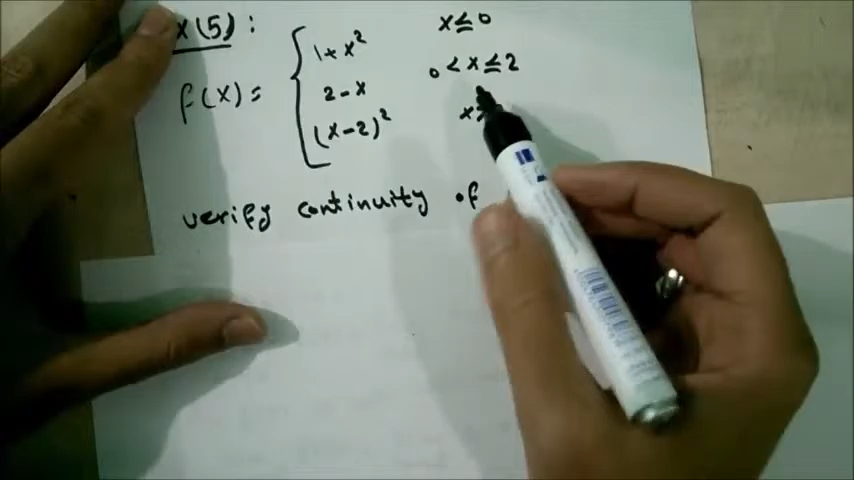 x(5) :
f(x) = { 1+x² x≤0
2-x 0<x≤2
(x-2)² x>
verify continuity of